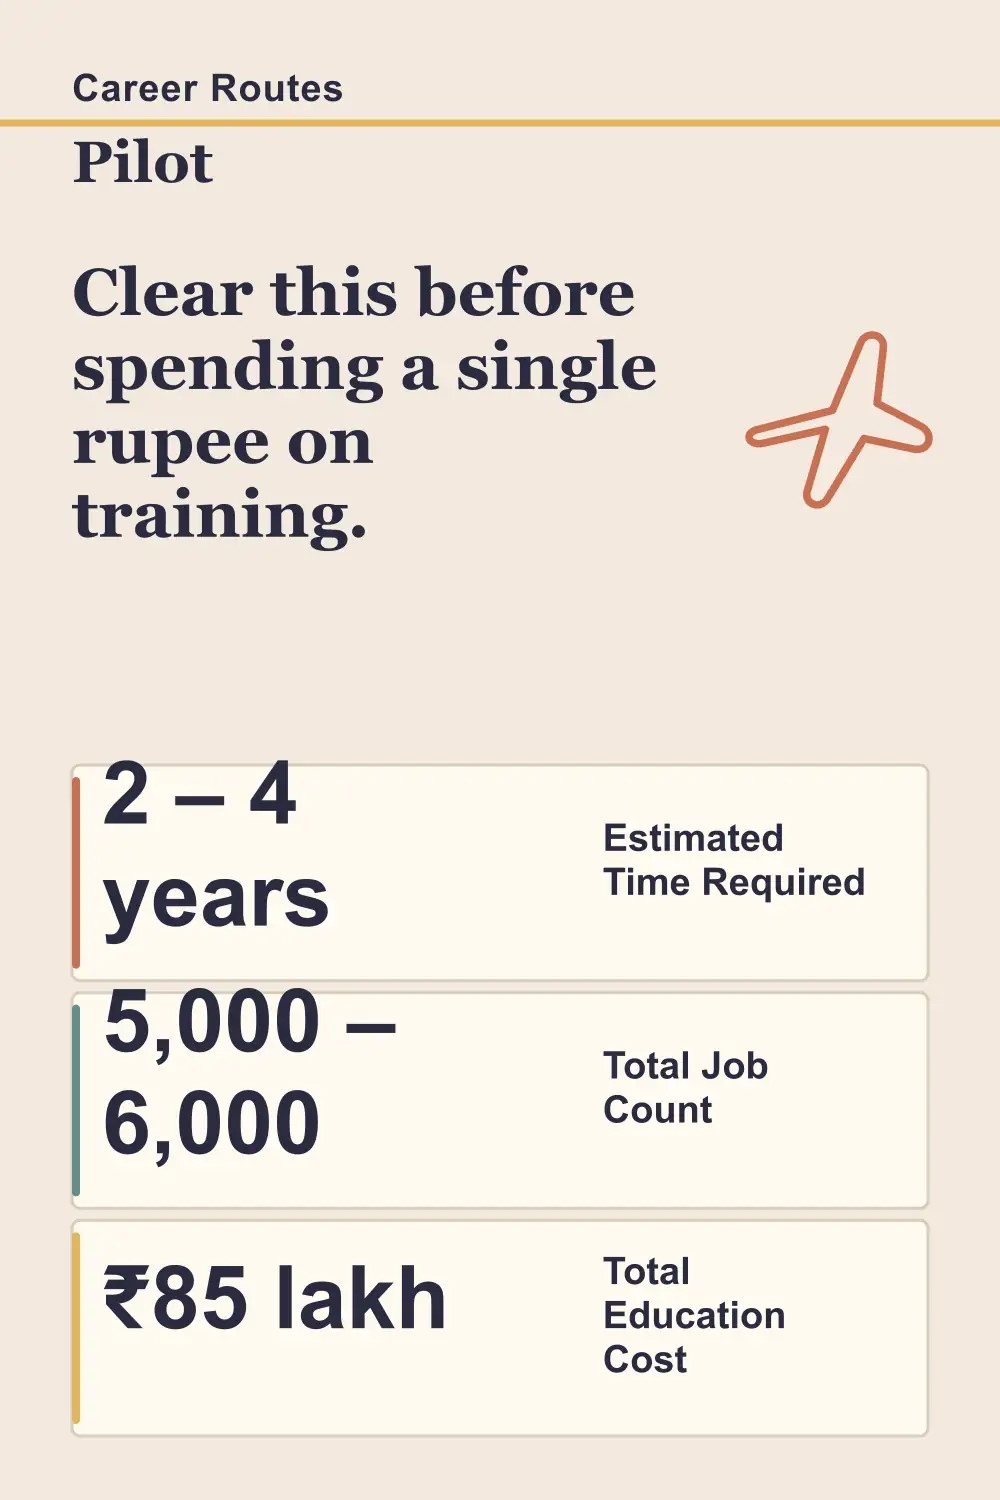 Career Routes
Pilot
Clear this before
spending a single
rupee on
training.
2 – 4
years
Estimated
Time Required
5,000 –
6,000
Total Job
Count
₹85 lakh
Total
Education
Cost